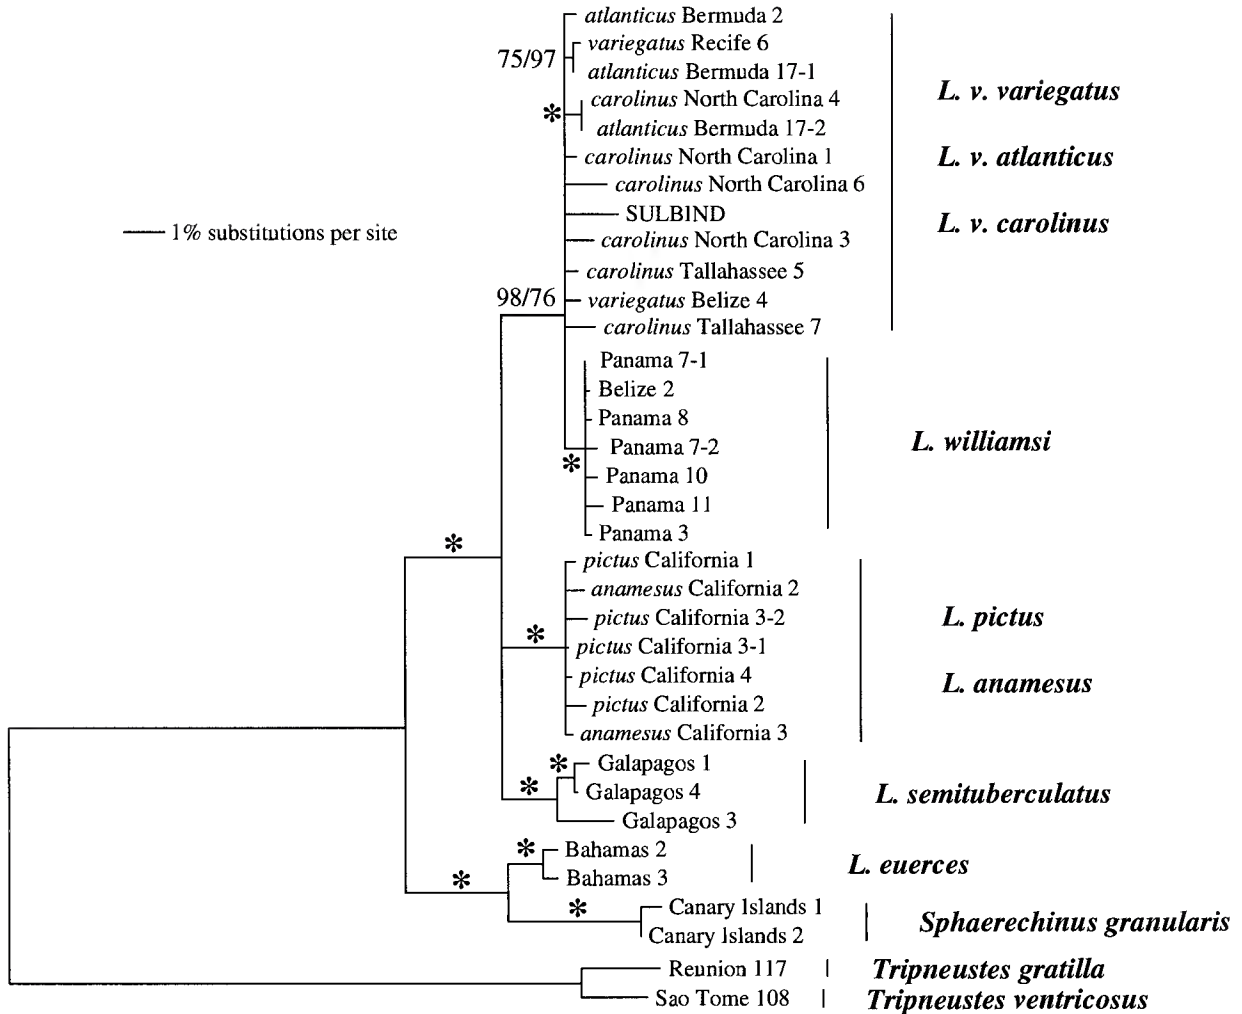 atlanticus Bermuda 2
variegatus Recife 6
75/97
atlanticus Bermuda 17-1
L. v. variegatus
carolinus North Carolina 4
*
atlanticus Bermuda 17-2
carolinus North Carolina 1
L. v. atlanticus
carolinus North Carolina 6
SULBIND
L. v. carolinus
1% substitutions per site
carolinus North Carolina 3
carolinus Tallahassee 5
98/76
variegatus Belize 4
carolinus Tallahassee 7
Panama 7-1
Belize 2
Panama 8
L. williamsi
Panama 7-2
*
Panama 10
Panama 11
Panama 3
*
pictus California 1
anamesus California 2
pictus California 3-2
L. pictus
*
pictus California 3-1
pictus California 4
L. anamesus
pictus California 2
anamesus California 3
*
Galapagos 1
*
Galapagos 4
L. semituberculatus
Galapagos 3
*
Bahamas 2
L. euerces
*
Bahamas 3
*
Canary Islands 1
Sphaerechinus granularis
Canary Islands 2
Reunion 117
Tripneustes gratilla
Sao Tome 108
Tripneustes ventricosus